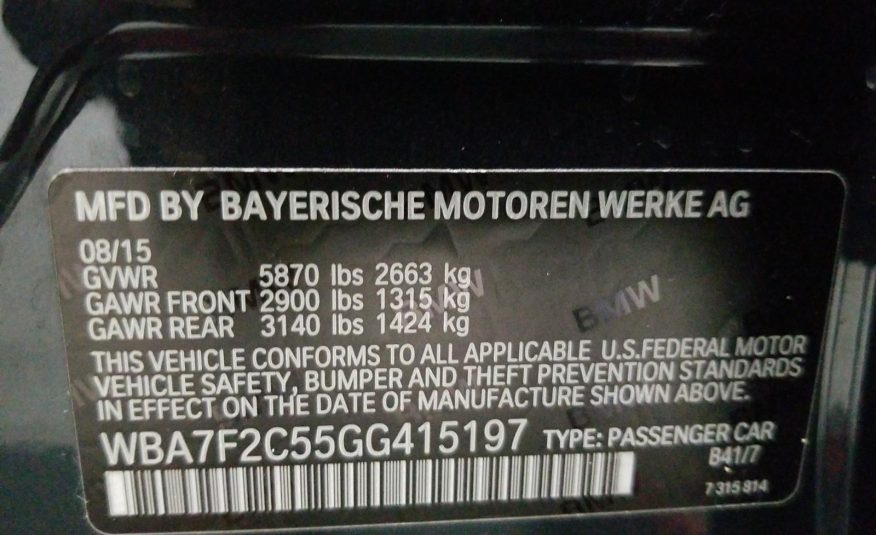 MFD BY BAYERISCHE MOTOREN WERKE AG
08/15
GVWR 5870 lbs 2663 kg
GAWR FRONT 2900 lbs 1315 kg
GAWR REAR 3140 lbs 1424 kg
BMW
BMW
THIS VEHICLE CONFORMS TO ALL APPLICABLE U.S.FEDERAL MOTOR
VEHICLE SAFETY, BUMPER AND THEFT PREVENTION STANDARDS
IN EFFECT ON THE DATE OF MANUFACTURE SHOWN ABOVE.
WBA7F2C55GG415197 TYPE: PASSENGER CAR
B41/7
7 315 814